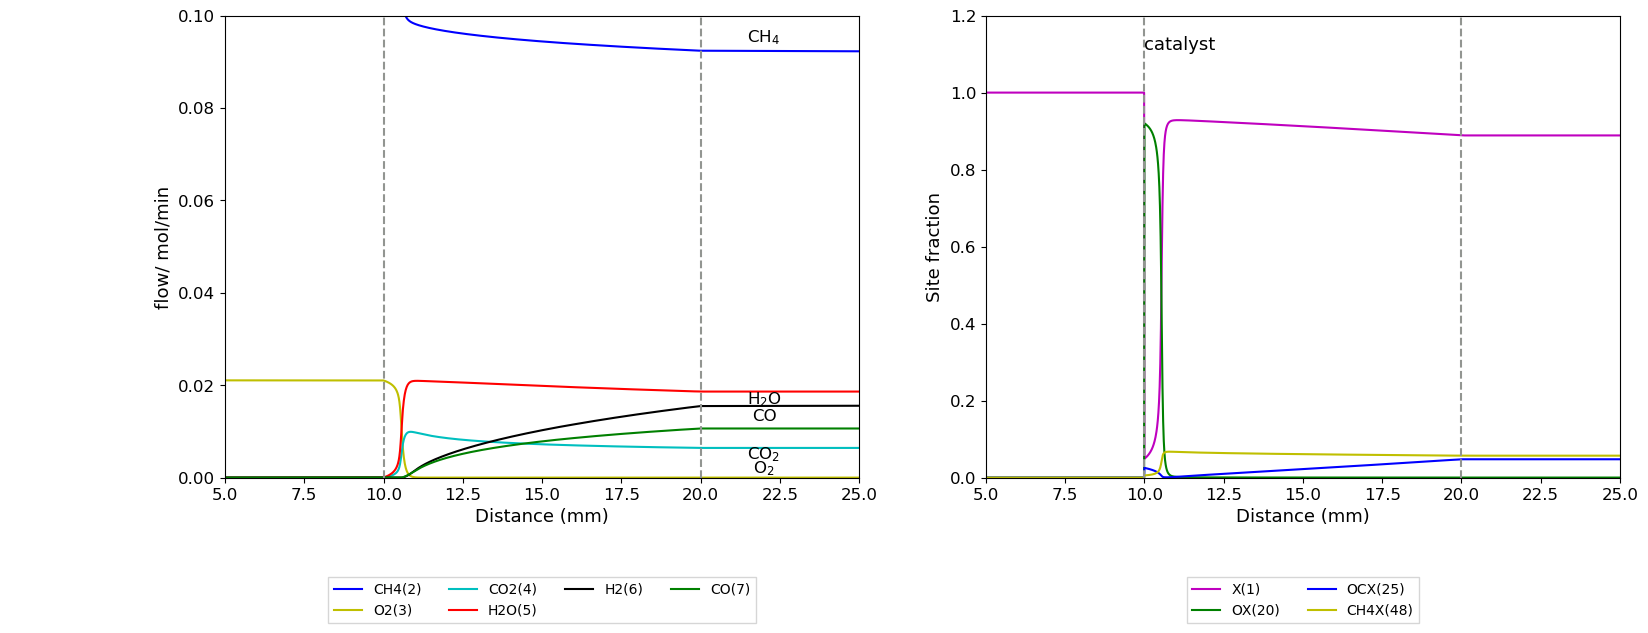 0.10
0.08
0.06
0.04
0.02
0.00
flow/ mol/min
CH₄
H₂O
CO
CO₂
O₂
5.0 7.5 10.0 12.5 15.0 17.5 20.0 22.5 25.0
Distance (mm)
CH4(2) CO2(4) H2(6) CO(7)
O2(3) H2O(5)
1.2
1.0
0.8
0.6
0.4
0.2
0.0
Site fraction
catalyst
5.0 7.5 10.0 12.5 15.0 17.5 20.0 22.5 25.0
Distance (mm)
X(1) OCX(25)
OX(20) CH4X(48)